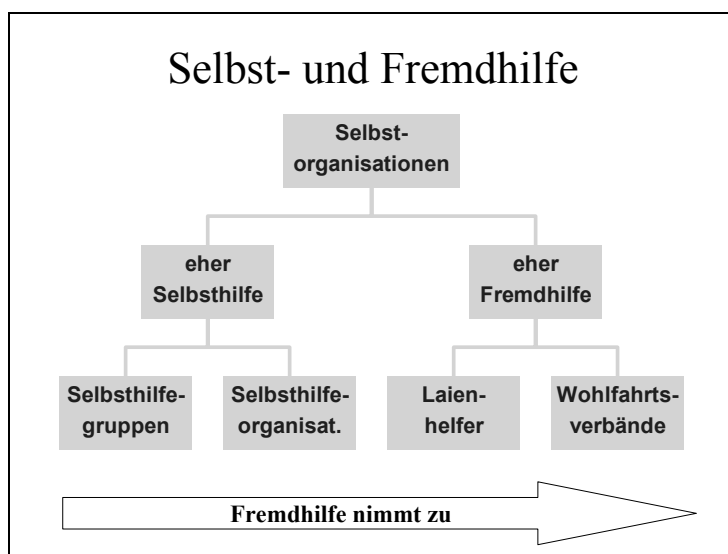 Selbst- und Fremdhilfe
Selbst-
organisationen
eher
Selbsthilfe
eher
Fremdhilfe
Selbsthilfe-
gruppen
Selbsthilfe-
organisat.
Laien-
helfer
Wohlfahrts-
verbände
Fremdhilfe nimmt zu